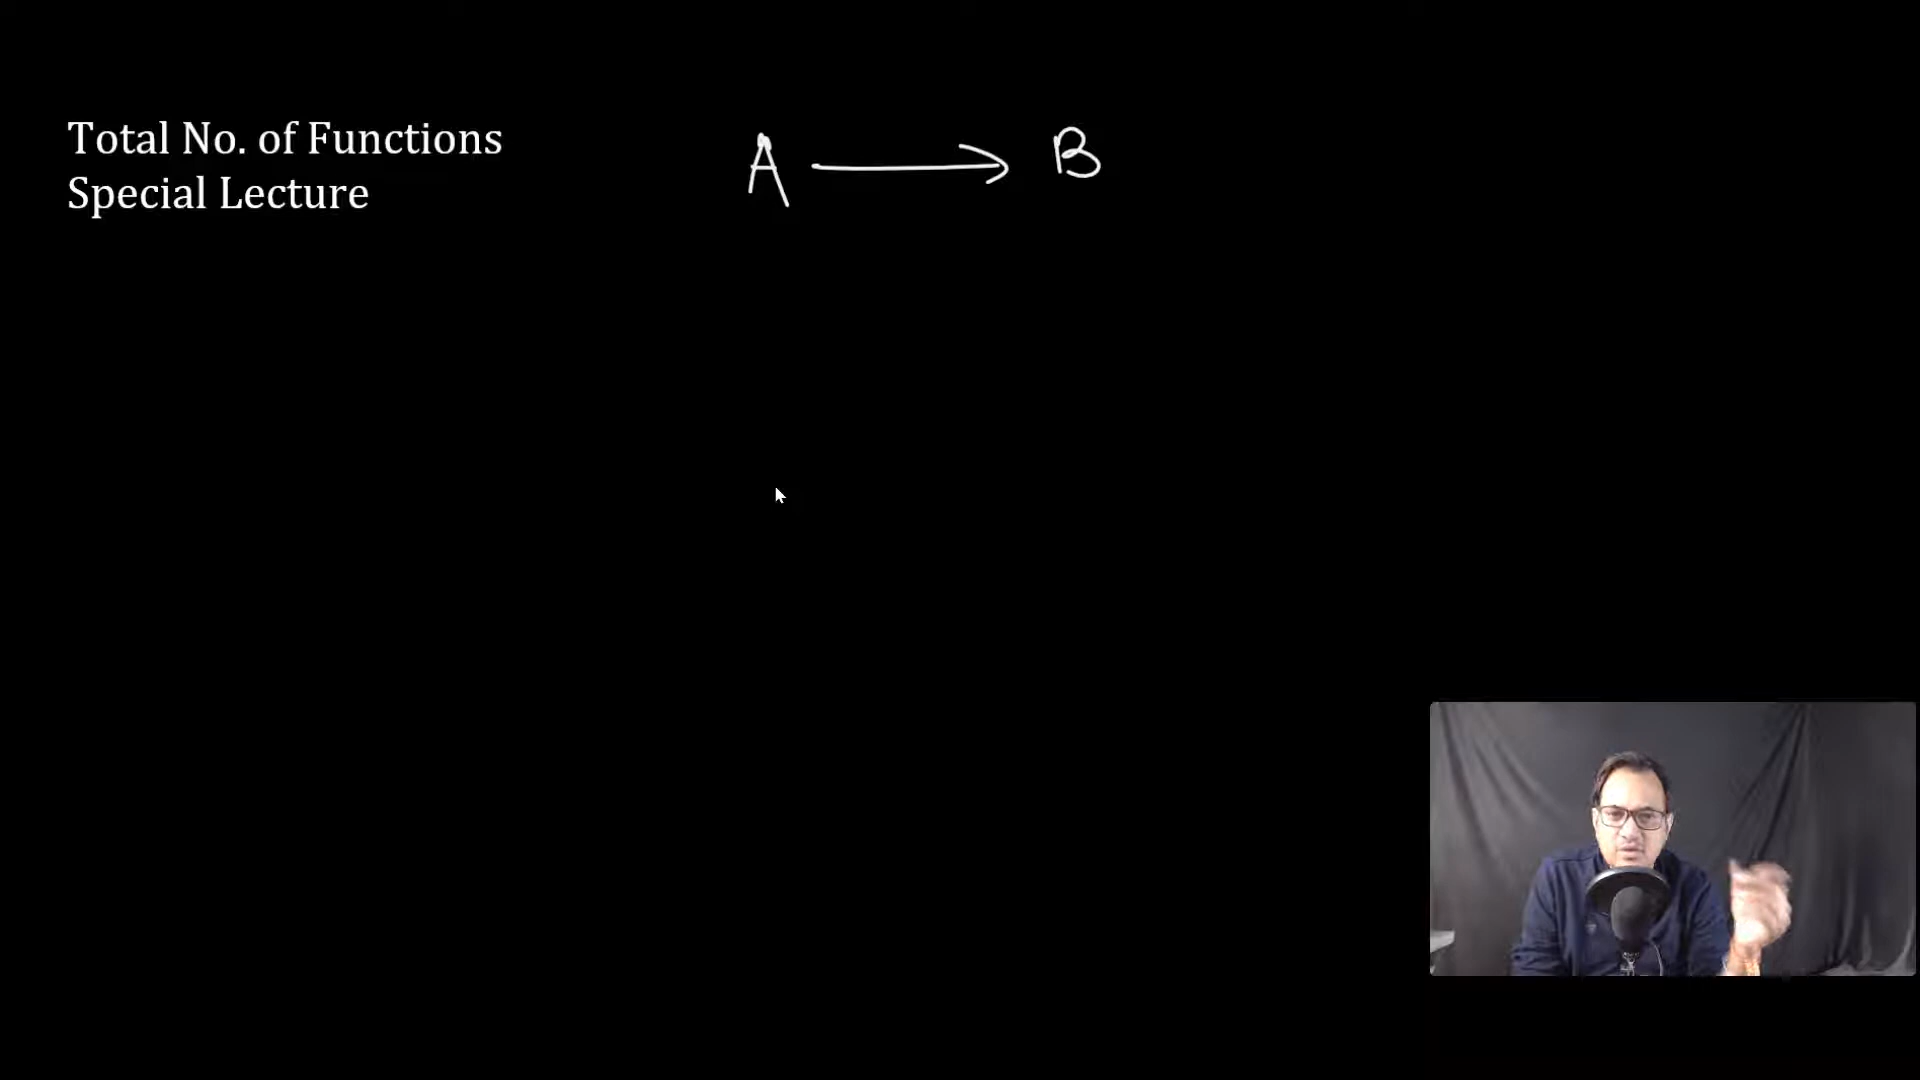 Total No. of Functions
Special Lecture
A → B